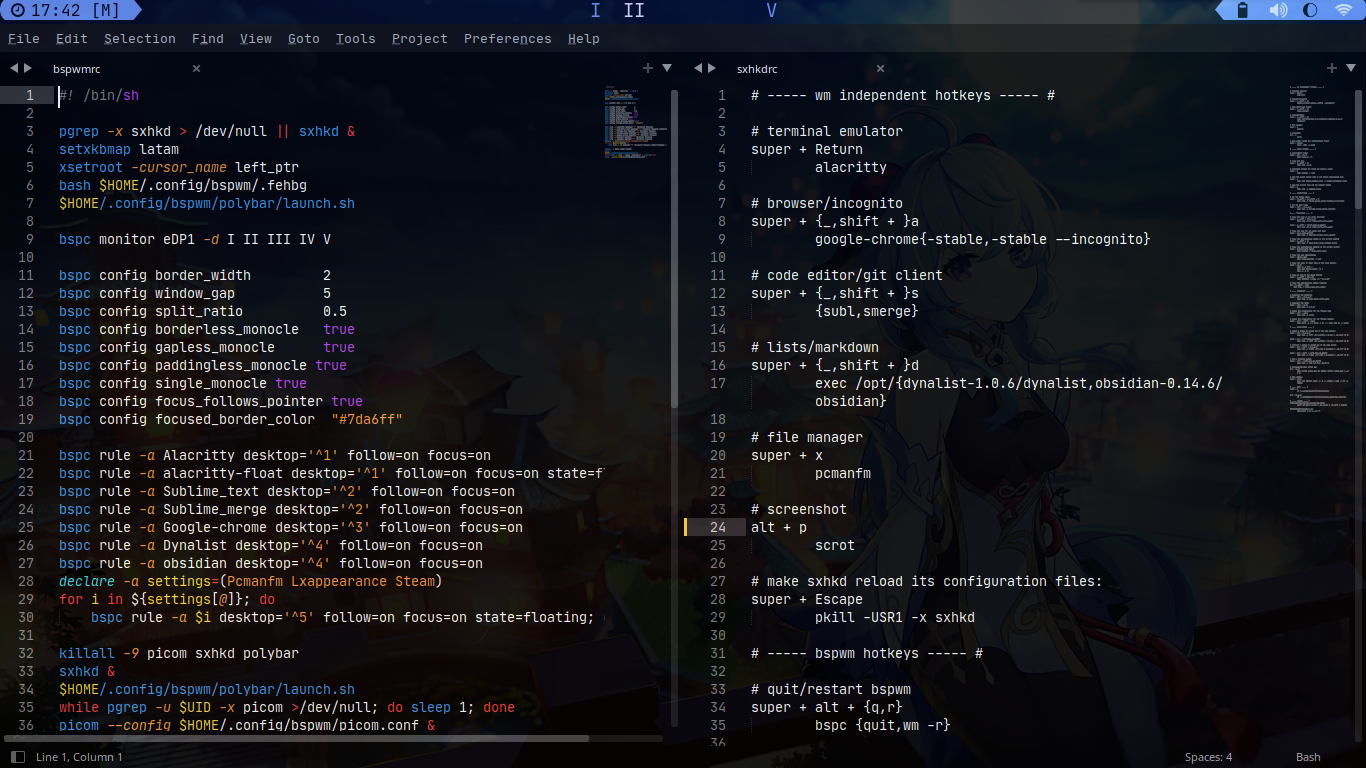 17:42 [M]
I II V
File Edit Selection Find View Goto Tools Project Preferences Help
bspwmrc
1 #! /bin/sh
2
3 pgrep -x sxhkd > /dev/null || sxhkd &
4 setxkbmap latam
5 xsetroot -cursor_name left_ptr
6 bash $HOME/.config/bspwm/.fehbg
7 $HOME/.config/bspwm/polybar/launch.sh
8
9 bspc monitor eDP1 -d I II III IV V
10
11 bspc config border_width 2
12 bspc config window_gap 5
13 bspc config split_ratio 0.5
14 bspc config borderless_monocle true
15 bspc config gapless_monocle true
16 bspc config paddingless_monocle true
17 bspc config single_monocle true
18 bspc config focus_follows_pointer true
19 bspc config focused_border_color "#7da6ff"
20
21 bspc rule -a Alacritty desktop='^1' follow=on focus=on
22 bspc rule -a alacritty-float desktop='^1' follow=on focus=on state=f
23 bspc rule -a Sublime_text desktop='^2' follow=on focus=on
24 bspc rule -a Sublime_merge desktop='^2' follow=on focus=on
25 bspc rule -a Google-chrome desktop='^3' follow=on focus=on
26 bspc rule -a Dynalist desktop='^4' follow=on focus=on
27 bspc rule -a obsidian desktop='^4' follow=on focus=on
28 declare -a settings=(Pcmanfm Lxappearance Steam)
29 for i in ${settings[@]}; do
30 bspc rule -a $i desktop='^5' follow=on focus=on state=floating;
31
32 killall -9 picom sxhkd polybar
33 sxhkd &
34 $HOME/.config/bspwm/polybar/launch.sh
35 while pgrep -u $UID -x picom >/dev/null; do sleep 1; done
36 picom --config $HOME/.config/bspwm/picom.conf &
sxhkdrc
1 # ----- wm independent hotkeys ----- #
2
3 # terminal emulator
4 super + Return
5 alacritty
6
7 # browser/incognito
8 super + {_,shift + }a
9 google-chrome{-stable,-stable --incognito}
10
11 # code editor/git client
12 super + {_,shift + }s
13 {subl,smerge}
14
15 # lists/markdown
16 super + {_,shift + }d
17 exec /opt/{dynalist-1.0.6/dynalist,obsidian-0.14.6/
obsidian}
18
19 # file manager
20 super + x
21 pcmanfm
22
23 # screenshot
24 alt + p
25 scrot
26
27 # make sxhkd reload its configuration files:
28 super + Escape
29 pkill -USR1 -x sxhkd
30
31 # ----- bspwm hotkeys ----- #
32
33 # quit/restart bspwm
34 super + alt + {q,r}
35 bspc {quit,wm -r}
36
Line 1, Column 1
Spaces: 4
Bash